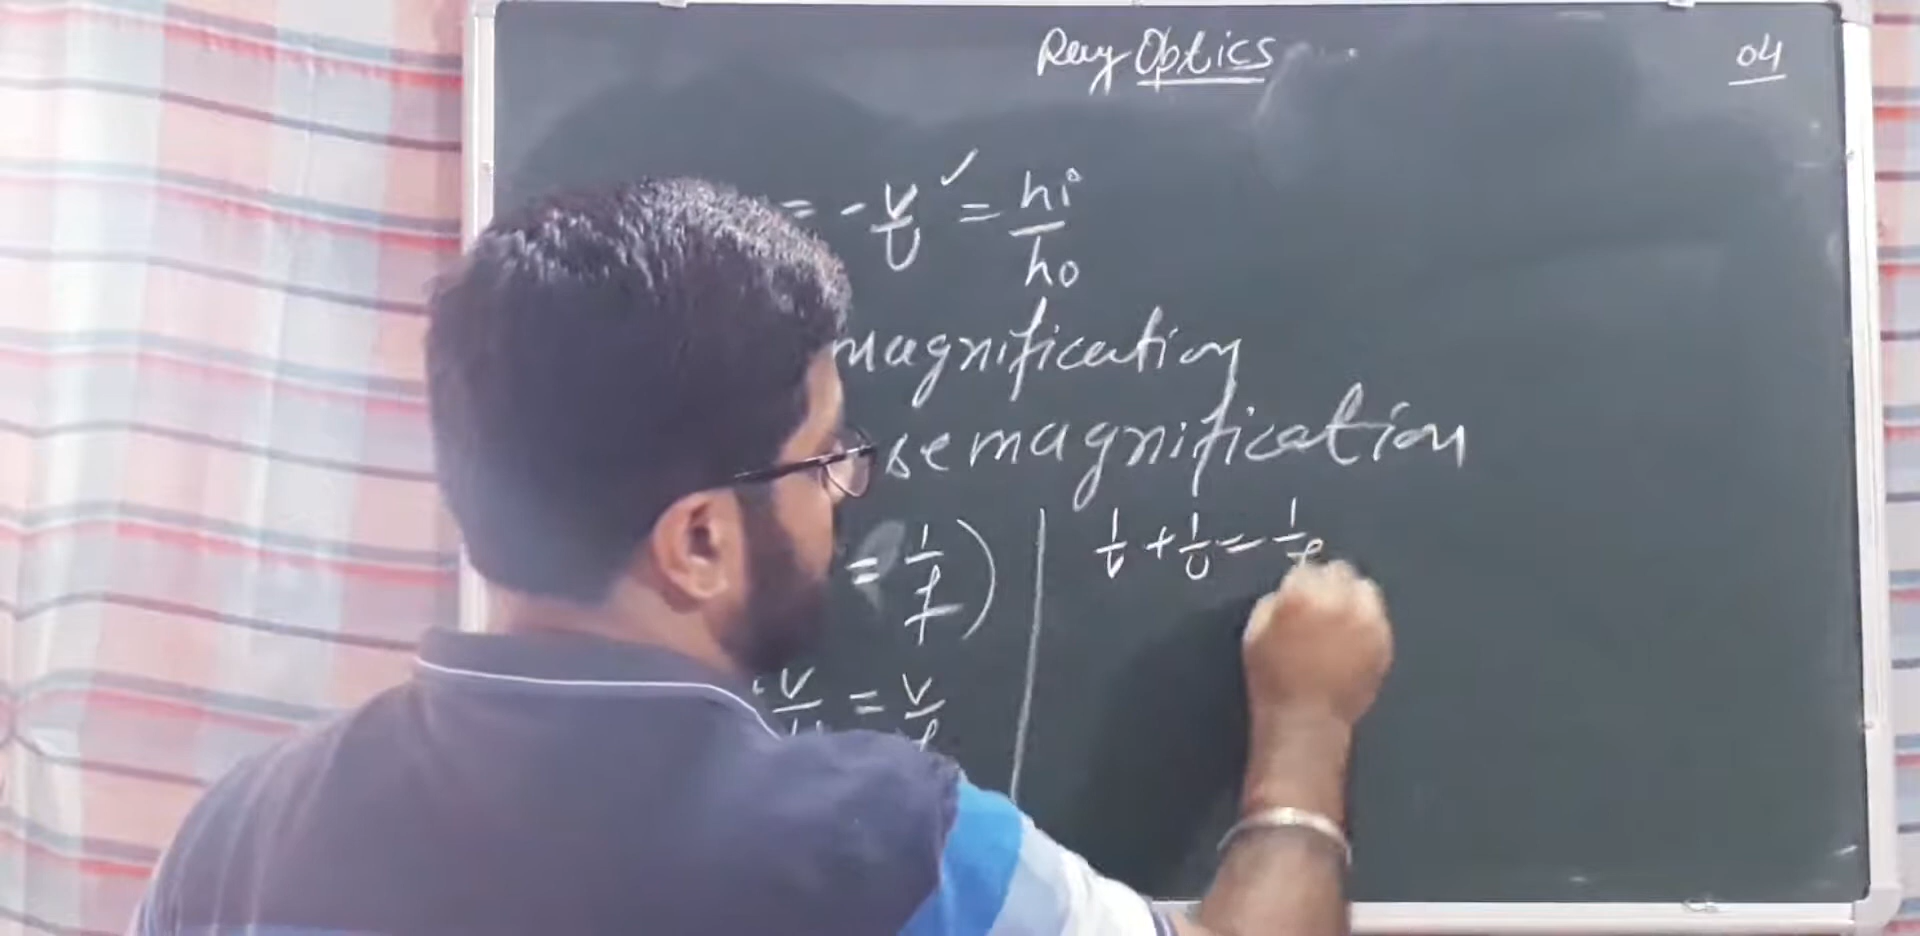 Ray Optics
04
= - v/u ✓ = hi/ho
magnification
se magnification
= 1/f )
1/v + 1/u = 1/f
v/u = v/f